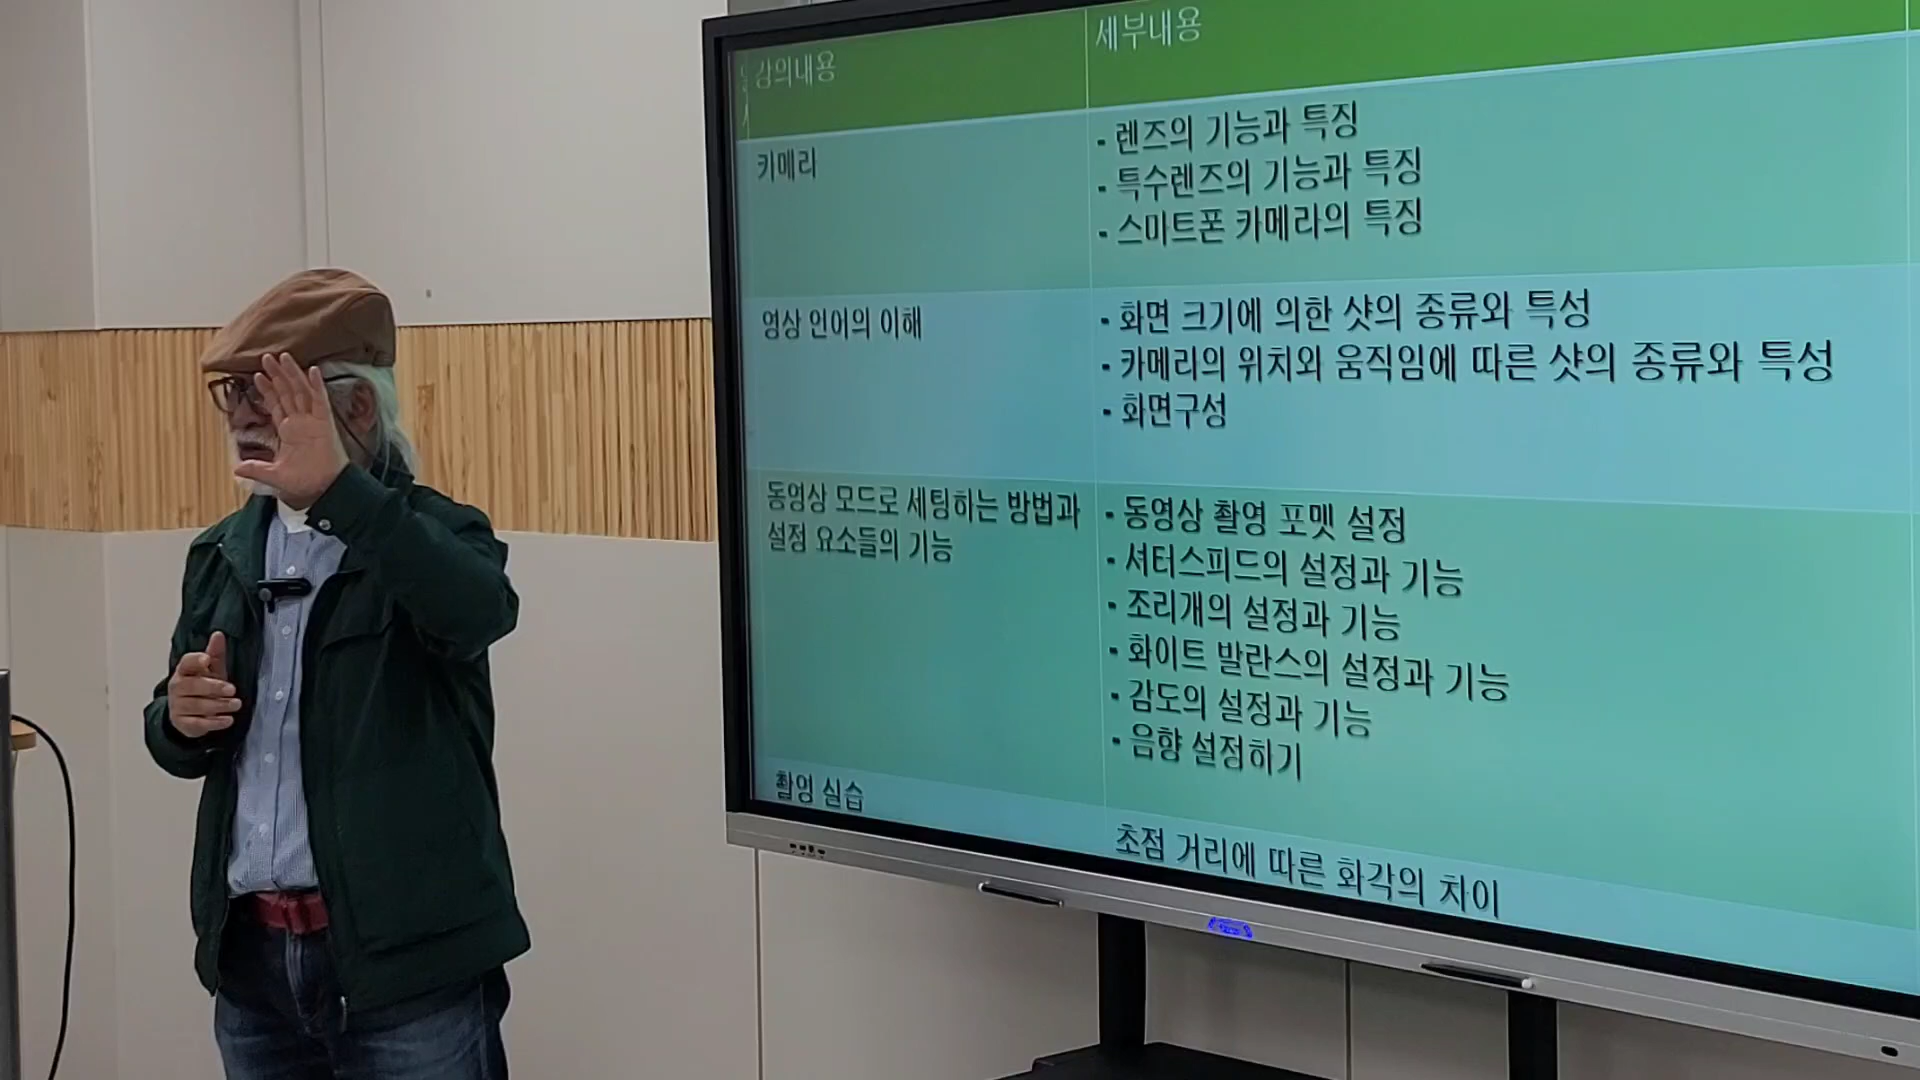 강의내용
세부내용
카메라
- 렌즈의 기능과 특징
- 특수렌즈의 기능과 특징
- 스마트폰 카메라의 특징
영상 언어의 이해
- 화면 크기에 의한 샷의 종류와 특성
- 카메라의 위치와 움직임에 따른 샷의 종류와 특성
- 화면구성
동영상 모드로 세팅하는 방법과
설정 요소들의 기능
- 동영상 촬영 포맷 설정
- 셔터스피드의 설정과 기능
- 조리개의 설정과 기능
- 화이트 발란스의 설정과 기능
- 감도의 설정과 기능
- 음향 설정하기
촬영 실습
초점 거리에 따른 화각의 차이